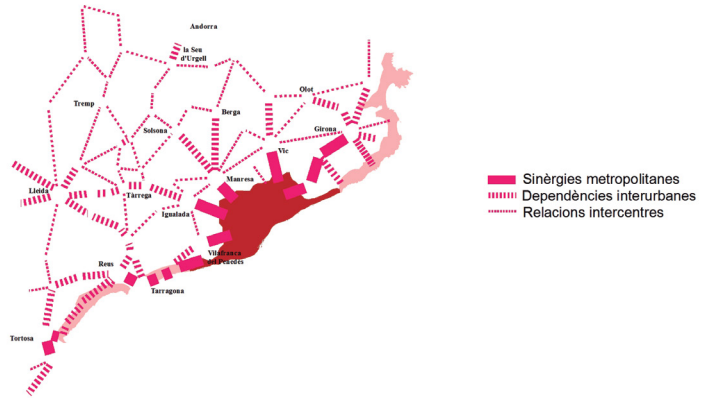 Andorra
la Seu
d'Urgell
Olot
Tremp
Berga
Solsona
Girona
Vic
Manresa
Lleida
Tàrrega
Igualada
Vilafranca
del Penedès
Reus
Tarragona
Tortosa
Sinèrgies metropolitanes
Dependències interurbanes
Relacions intercentres